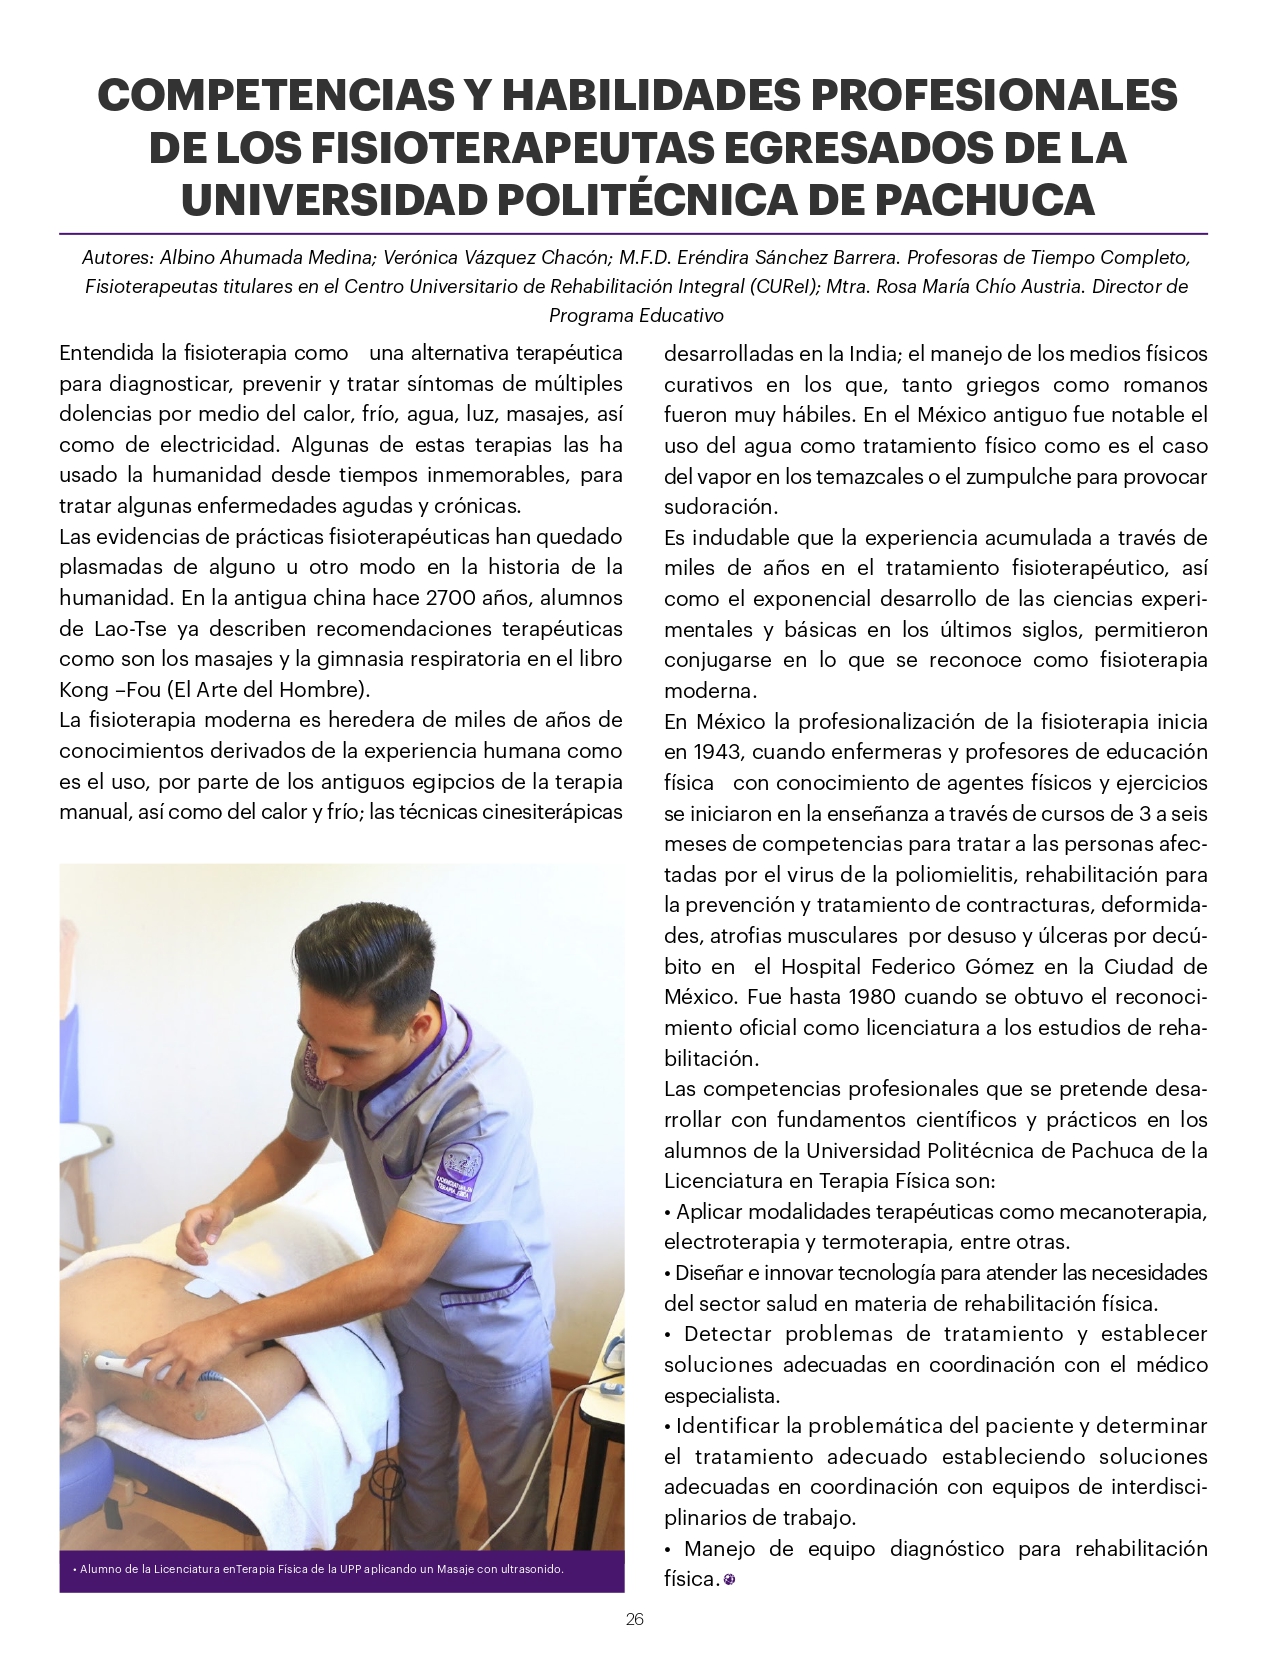 COMPETENCIAS Y HABILIDADES PROFESIONALES
DE LOS FISIOTERAPEUTAS EGRESADOS DE LA
UNIVERSIDAD POLITÉCNICA DE PACHUCA
Autores: Albino Ahumada Medina; Verónica Vázquez Chacón; M.F.D. Eréndira Sánchez Barrera. Profesoras de Tiempo Completo,
Fisioterapeutas titulares en el Centro Universitario de Rehabilitación Integral (CUReI); Mtra. Rosa María Chío Austria. Director de
Programa Educativo
Entendida la fisioterapia como una alternativa terapéutica
para diagnosticar, prevenir y tratar síntomas de múltiples
dolencias por medio del calor, frío, agua, luz, masajes, así
como de electricidad. Algunas de estas terapias las ha
usado la humanidad desde tiempos inmemorables, para
tratar algunas enfermedades agudas y crónicas.
Las evidencias de prácticas fisioterapéuticas han quedado
plasmadas de alguno u otro modo en la historia de la
humanidad. En la antigua china hace 2700 años, alumnos
de Lao-Tse ya describen recomendaciones terapéuticas
como son los masajes y la gimnasia respiratoria en el libro
Kong –Fou (El Arte del Hombre).
La fisioterapia moderna es heredera de miles de años de
conocimientos derivados de la experiencia humana como
es el uso, por parte de los antiguos egipcios de la terapia
manual, así como del calor y frío; las técnicas cinesiterápicas
LICENCIATURA EN
TERAPIA FÍSICA
• Alumno de la Licenciatura enTerapia Física de la UPP aplicando un Masaje con ultrasonido.
desarrolladas en la India; el manejo de los medios físicos
curativos en los que, tanto griegos como romanos
fueron muy hábiles. En el México antiguo fue notable el
uso del agua como tratamiento físico como es el caso
del vapor en los temazcales o el zumpulche para provocar
sudoración.
Es indudable que la experiencia acumulada a través de
miles de años en el tratamiento fisioterapéutico, así
como el exponencial desarrollo de las ciencias experi-
mentales y básicas en los últimos siglos, permitieron
conjugarse en lo que se reconoce como fisioterapia
moderna.
En México la profesionalización de la fisioterapia inicia
en 1943, cuando enfermeras y profesores de educación
física con conocimiento de agentes físicos y ejercicios
se iniciaron en la enseñanza a través de cursos de 3 a seis
meses de competencias para tratar a las personas afec-
tadas por el virus de la poliomielitis, rehabilitación para
la prevención y tratamiento de contracturas, deformida-
des, atrofias musculares por desuso y úlceras por decú-
bito en el Hospital Federico Gómez en la Ciudad de
México. Fue hasta 1980 cuando se obtuvo el reconoci-
miento oficial como licenciatura a los estudios de reha-
bilitación.
Las competencias profesionales que se pretende desa-
rrollar con fundamentos científicos y prácticos en los
alumnos de la Universidad Politécnica de Pachuca de la
Licenciatura en Terapia Física son:
• Aplicar modalidades terapéuticas como mecanoterapia,
electroterapia y termoterapia, entre otras.
• Diseñar e innovar tecnología para atender las necesidades
del sector salud en materia de rehabilitación física.
• Detectar problemas de tratamiento y establecer
soluciones adecuadas en coordinación con el médico
especialista.
• Identificar la problemática del paciente y determinar
el tratamiento adecuado estableciendo soluciones
adecuadas en coordinación con equipos de interdisci-
plinarios de trabajo.
• Manejo de equipo diagnóstico para rehabilitación
física.
26